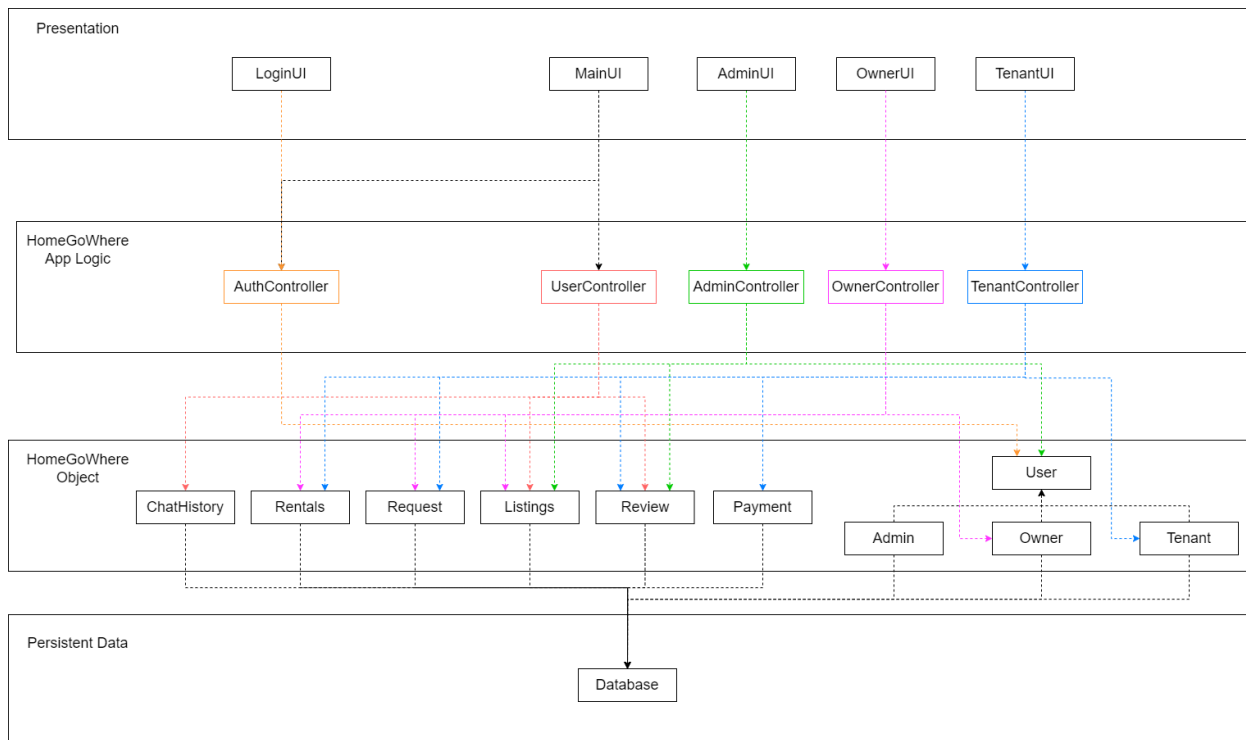 Presentation
LoginUI
MainUI
AdminUI
OwnerUI
TenantUI
HomeGoWhere
App Logic
AuthController
UserController
AdminController
OwnerController
TenantController
HomeGoWhere
Object
User
ChatHistory
Rentals
Request
Listings
Review
Payment
Admin
Owner
Tenant
Persistent Data
Database